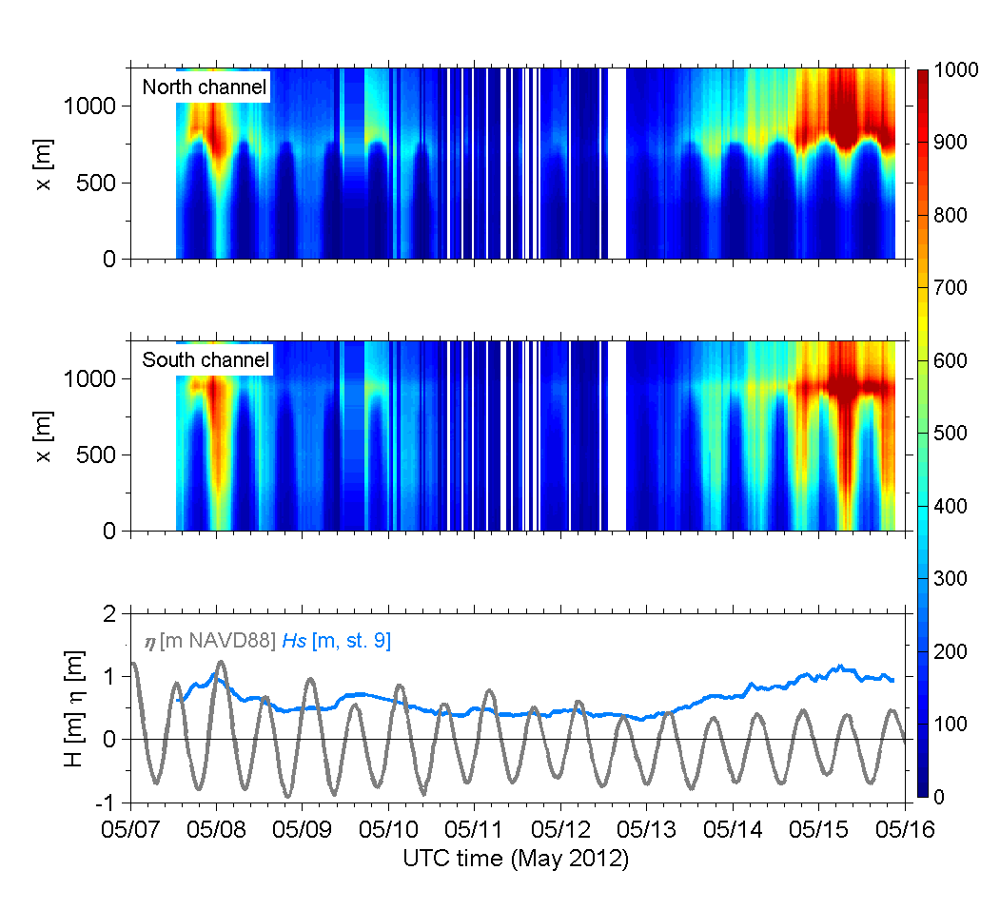 North channel
x [m]
1000
500
0
South channel
x [m]
1000
500
0
1000
900
800
700
600
500
400
300
200
100
0
η [m NAVD88] Hs [m, st. 9]
H [m] η [m]
2
1
0
-1
05/07 05/08 05/09 05/10 05/11 05/12 05/13 05/14 05/15 05/16
UTC time (May 2012)